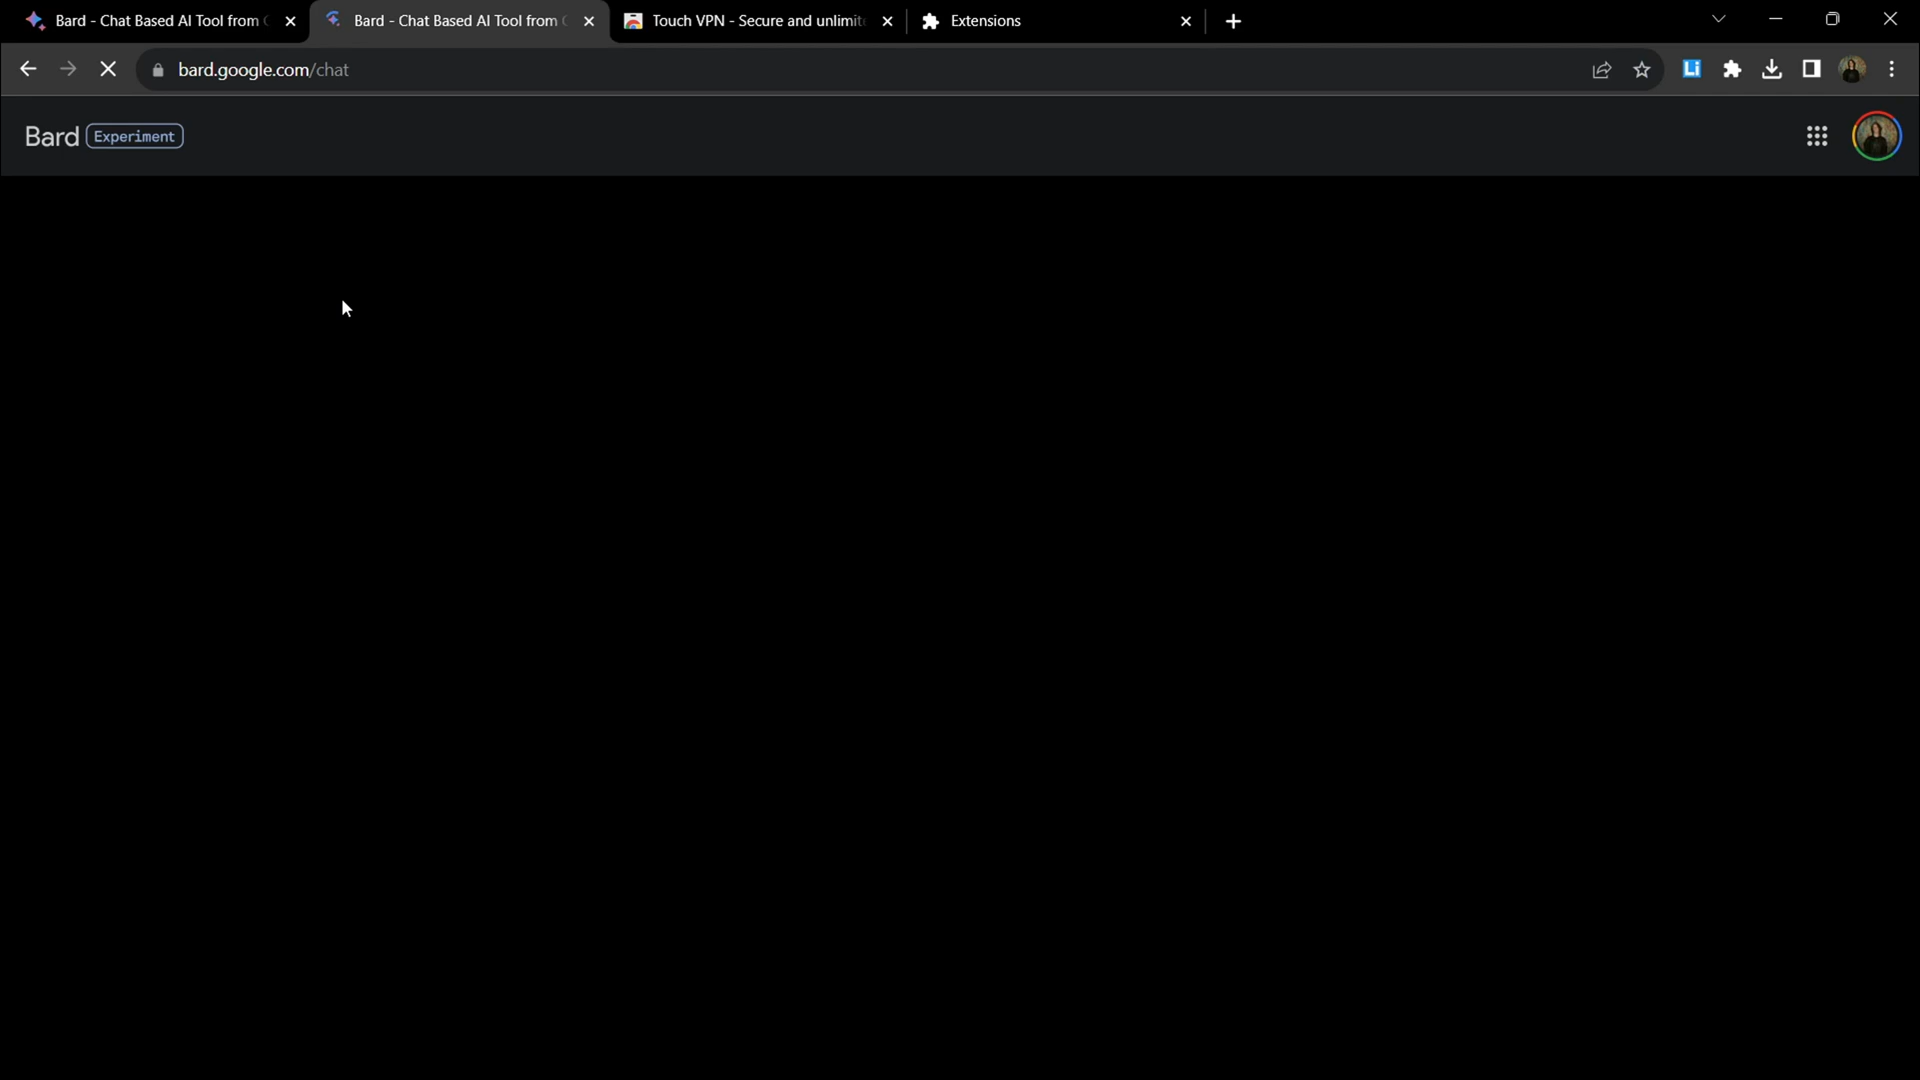 Bard - Chat Based AI Tool from
Bard - Chat Based AI Tool from
Touch VPN - Secure and unlimit
Extensions
bard.google.com/chat
Li
Bard Experiment